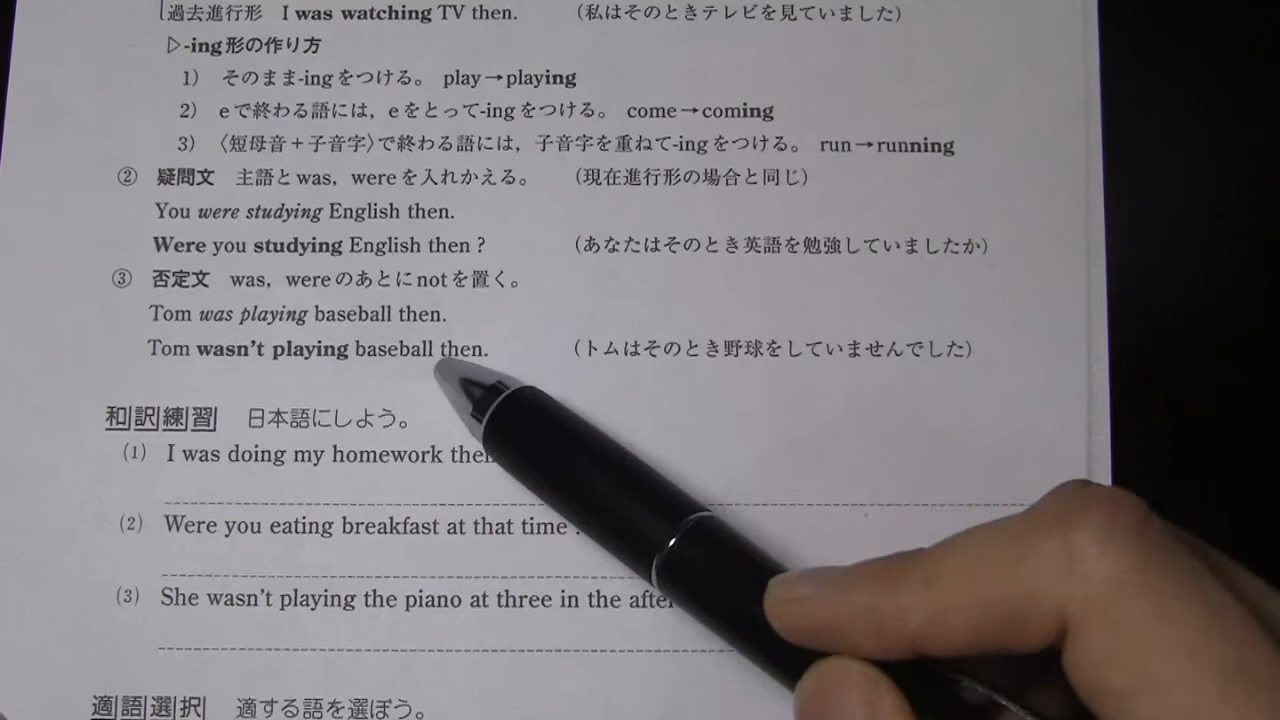 過去進行形 I was watching TV then. (私はそのときテレビを見ていました)
▷-ing形の作り方
1) そのまま-ingをつける。 play→playing
2) eで終わる語には，eをとって-ingをつける。 come→coming
3) 〈短母音+子音字〉で終わる語には，子音字を重ねて-ingをつける。 run→running
② 疑問文 主語とwas，wereを入れかえる。 (現在進行形の場合と同じ)
You were studying English then.
Were you studying English then ? (あなたはそのとき英語を勉強していましたか)
③ 否定文 was，wereのあとにnotを置く。
Tom was playing baseball then.
Tom wasn't playing baseball then. (トムはそのとき野球をしていませんでした)
和訳練習 日本語にしよう。
(1) I was doing my homework
(2) Were you eating breakfast at that time
(3) She wasn't playing the piano at three in the
適語選択 適する語を選ぼう。